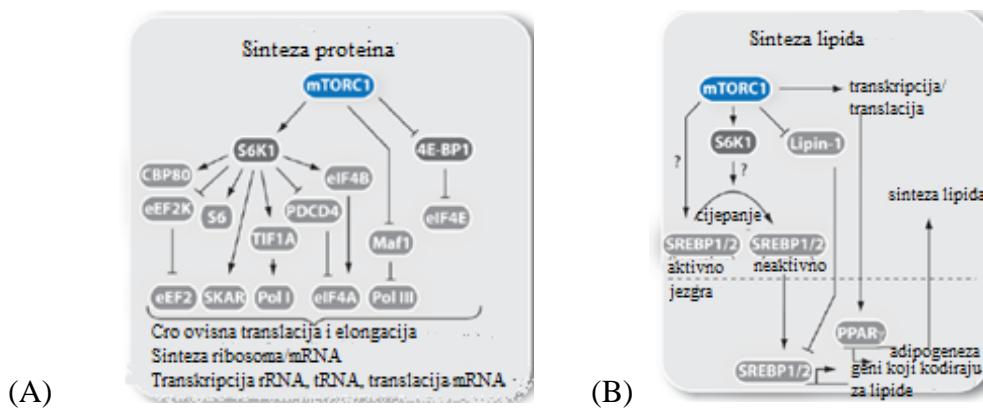 Sinteza proteina
mTORC1
S6K1
4E-BP1
CBP80
eIF4B
eEF2K
S6
PDCD4
eIF4E
TIF1A
Maf1
eEF2
SKAR
Pol I
eIF4A
Pol III
Cro ovisna translacija i elongacija
Sinteza ribosoma/mRNA
Transkripcija rRNA, tRNA, translacija mRNA
(A)
Sinteza lipida
mTORC1
transkripcija/
translacija
S6K1
Lipin-1
?
?
sinteza lipida
cijepanje
SREBP1/2
SREBP1/2
aktivno
neaktivno
jezgra
PPARγ
adipogeneza
geni koji kodiraju
SREBP1/2
za lipide
(B)